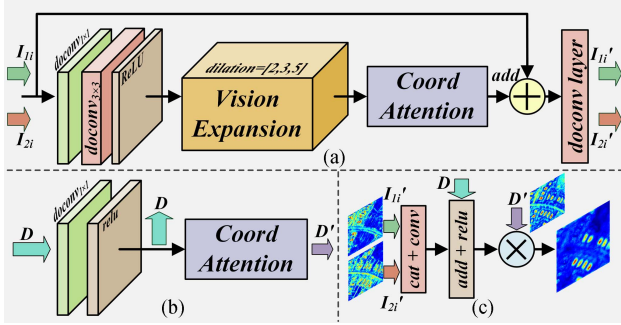 I1i
I2i
doconv1×1
doconv3×3
ReLU
dilation=[2,3,5]
Vision
Expansion
Coord
Attention
add
doconv layer
I1i'
I2i'
(a)
D
doconv1×1
relu
D
Coord
Attention
D'
(b)
I1i'
I2i'
cat + conv
D
add + relu
D'
(c)